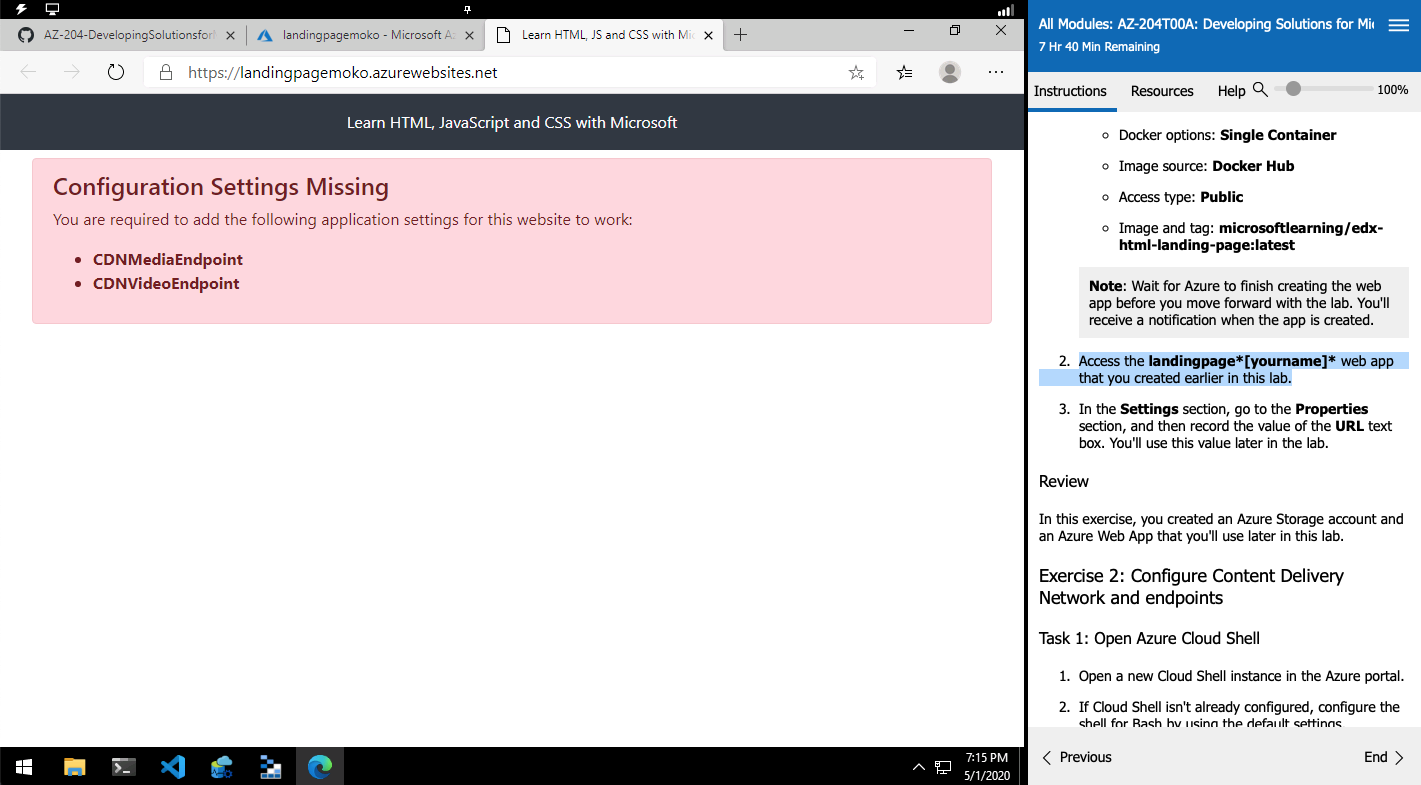 AZ-204-DevelopingSolutionsforM
landingpagemoko - Microsoft Az
Learn HTML, JS and CSS with Mic
https://landingpagemoko.azurewebsites.net
Learn HTML, JavaScript and CSS with Microsoft
Configuration Settings Missing
You are required to add the following application settings for this website to work:
• CDNMediaEndpoint
• CDNVideoEndpoint
7:15 PM
5/1/2020
All Modules: AZ-204T00A: Developing Solutions for Mic
7 Hr 40 Min Remaining
Instructions
Resources
Help
100%
Docker options: Single Container
Image source: Docker Hub
Access type: Public
Image and tag: microsoftlearning/edx-
html-landing-page:latest
Note: Wait for Azure to finish creating the web
app before you move forward with the lab. You'll
receive a notification when the app is created.
2. Access the landingpage*[yourname]* web app
that you created earlier in this lab.
3. In the Settings section, go to the Properties
section, and then record the value of the URL text
box. You'll use this value later in the lab.
Review
In this exercise, you created an Azure Storage account and
an Azure Web App that you'll use later in this lab.
Exercise 2: Configure Content Delivery
Network and endpoints
Task 1: Open Azure Cloud Shell
1. Open a new Cloud Shell instance in the Azure portal.
2. If Cloud Shell isn't already configured, configure the
shell for Bash by using the default settings.
Previous
End